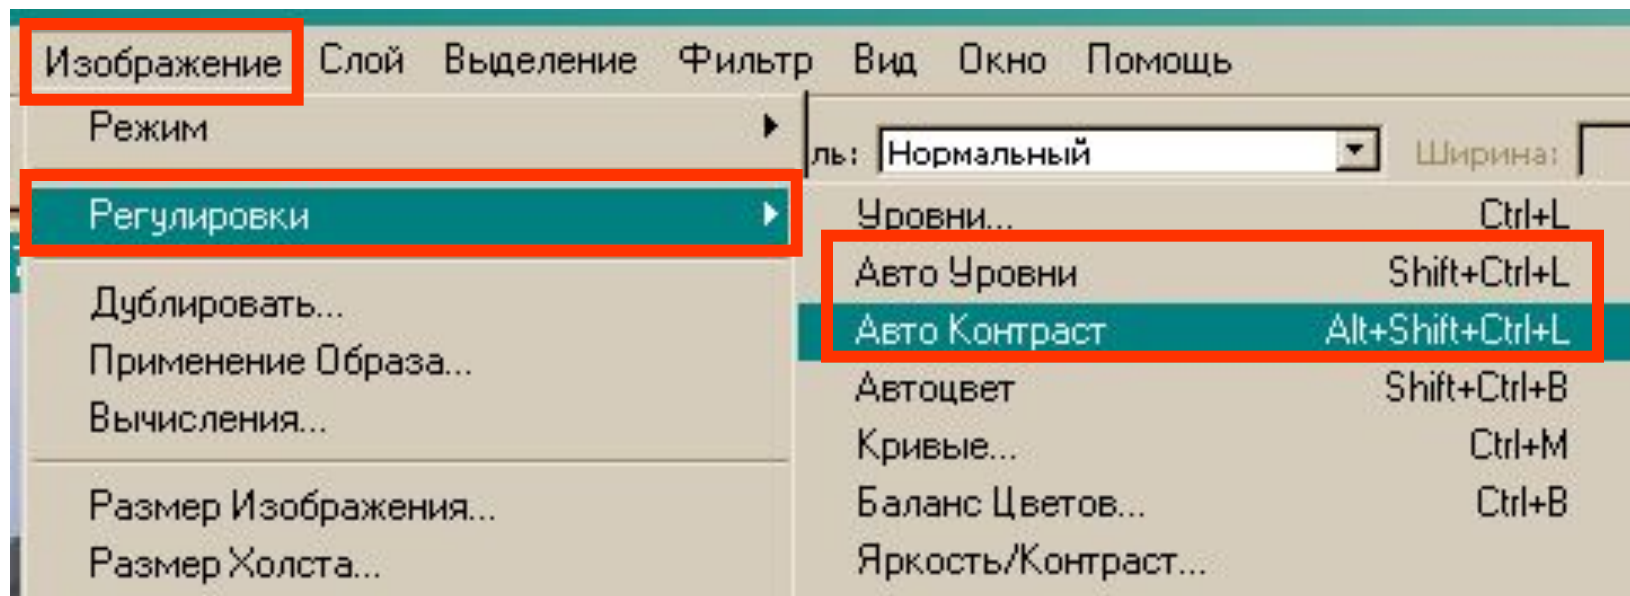 Изображение Слой Выделение Фильтр Вид Окно Помощь
Режим
ль: Нормальный Ширина:
Регулировки
Дублировать...
Применение Образа...
Вычисления...
Размер Изображения...
Размер Холста...
Уровни... Ctrl+L
Авто Уровни Shift+Ctrl+L
Авто Контраст Alt+Shift+Ctrl+L
Автоцвет Shift+Ctrl+B
Кривые... Ctrl+M
Баланс Цветов... Ctrl+B
Яркость/Контраст...